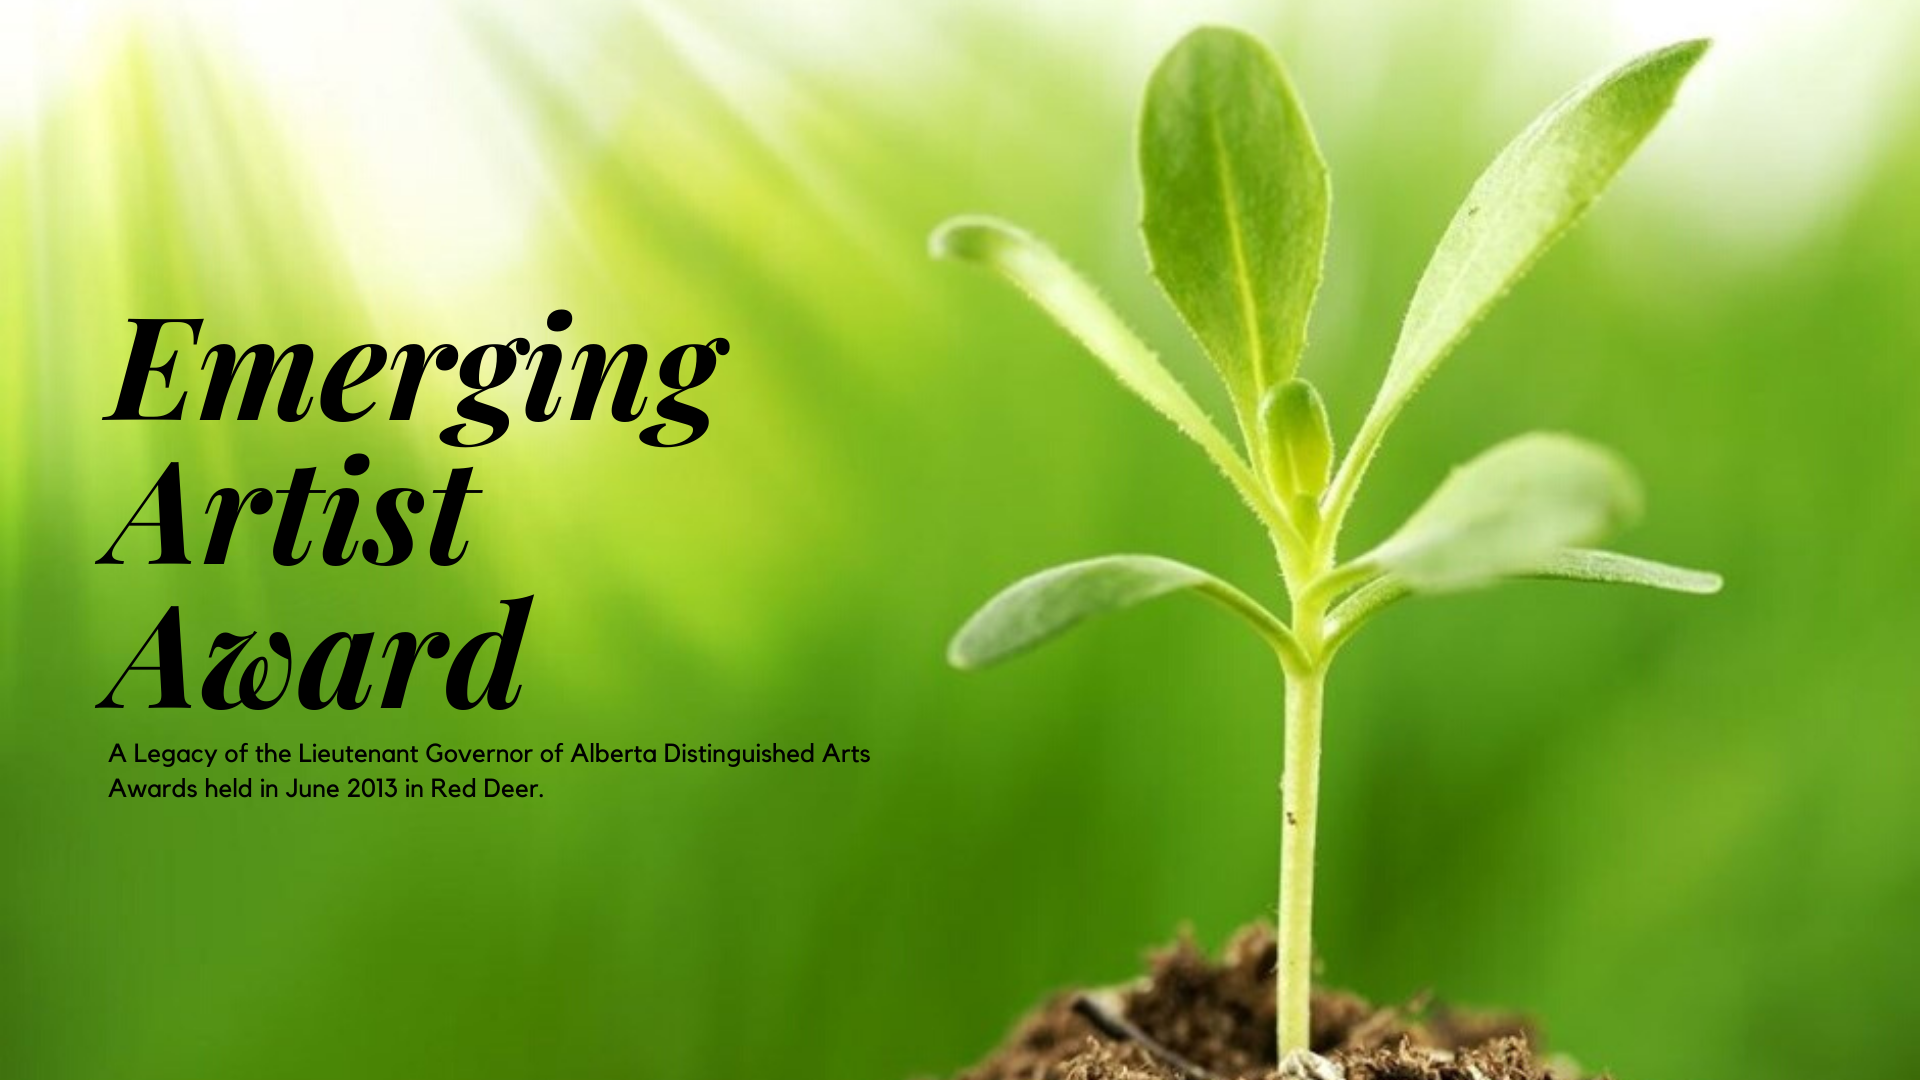 Emerging
Artist
Award
A Legacy of the Lieutenant Governor of Alberta Distinguished Arts
Awards held in June 2013 in Red Deer.